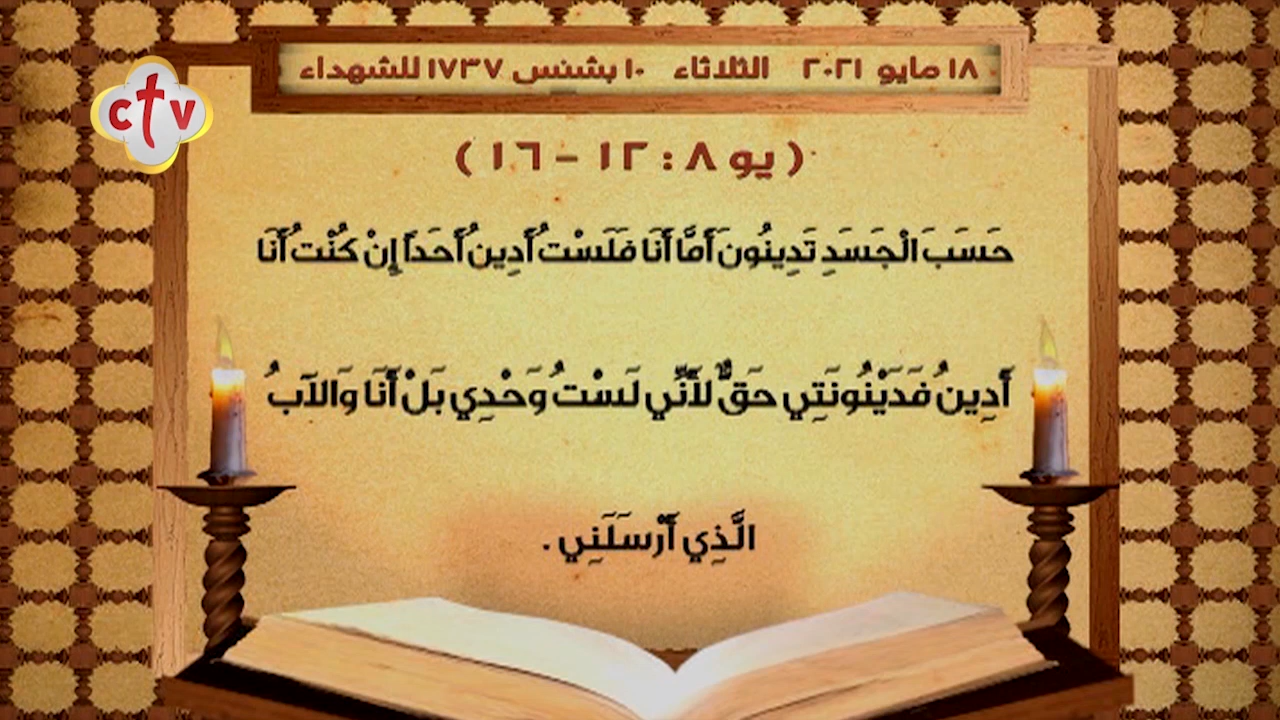 ctv
١٨ مايو ٢٠٢١ الثلاثاء ١٠ بشنس ١٧٣٧ للشهداء
( يو ٨ : ١٢ - ١٦ )
حَسَبَ الْجَسَدِ تَدِينُونَ أَمَّا أَنَا فَلَسْتُ أَدِينُ أَحَداً إِنْ كُنْتُ أَنَا
أَدِينُ فَدَيْنُونَتِي حَقٌّ لأَنِّي لَسْتُ وَحْدِي بَلْ أَنَا وَالآبُ
الَّذِي أَرْسَلَنِي .